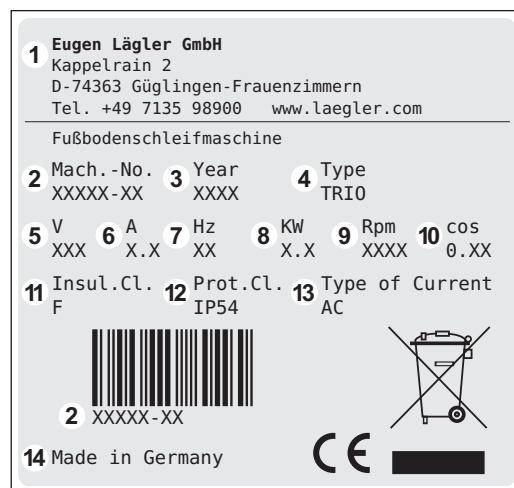 1 Eugen Lägler GmbH
Kappelrain 2
D-74363 Güglingen-Frauenzimmern
Tel. +49 7135 98900 www.laegler.com
Fußbodenschleifmaschine
2 Mach.-No. 3 Year 4 Type
XXXXX-XX XXXX TRIO
5 V 6 A 7 Hz 8 KW 9 Rpm 10 cos
XXX X.X XX X.X XXXX 0.XX
11 Insul.Cl. 12 Prot.Cl. 13 Type of Current
F IP54 AC
2 XXXXX-XX
14 Made in Germany CE